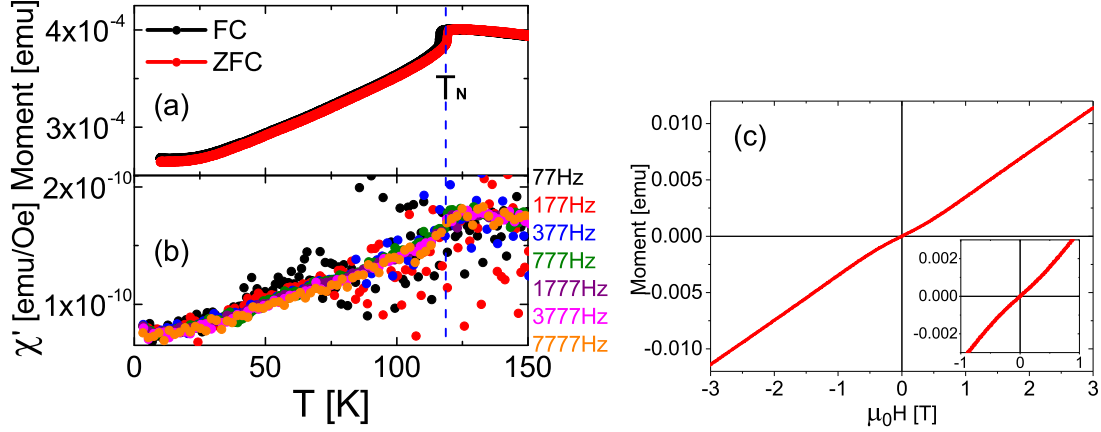 4x10⁻⁴
3x10⁻⁴
Moment [emu]
FC
ZFC
(a)
T_N
2x10⁻¹⁰
1x10⁻¹⁰
χ' [emu/Oe]
(b)
77Hz
177Hz
377Hz
777Hz
1777Hz
3777Hz
7777Hz
0 50 100 150
T [K]
(c)
0.010
0.005
0.000
-0.005
-0.010
Moment [emu]
-3 -2 -1 0 1 2 3
μ₀H [T]
0.002
0.000
-0.002
-1 0 1